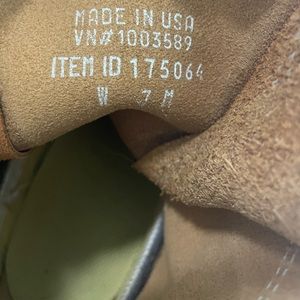 MADE IN USA
VN#1003589
ITEM ID 175064
W 7 M